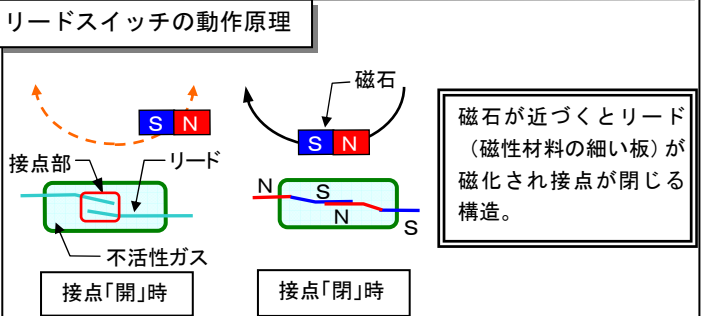 リードスイッチの動作原理
磁石
S N
S N
接点部
リード
N
S
N
S
不活性ガス
接点「開」時
接点「閉」時
磁石が近づくとリード
（磁性材料の細い板）が
磁化され接点が閉じる
構造。